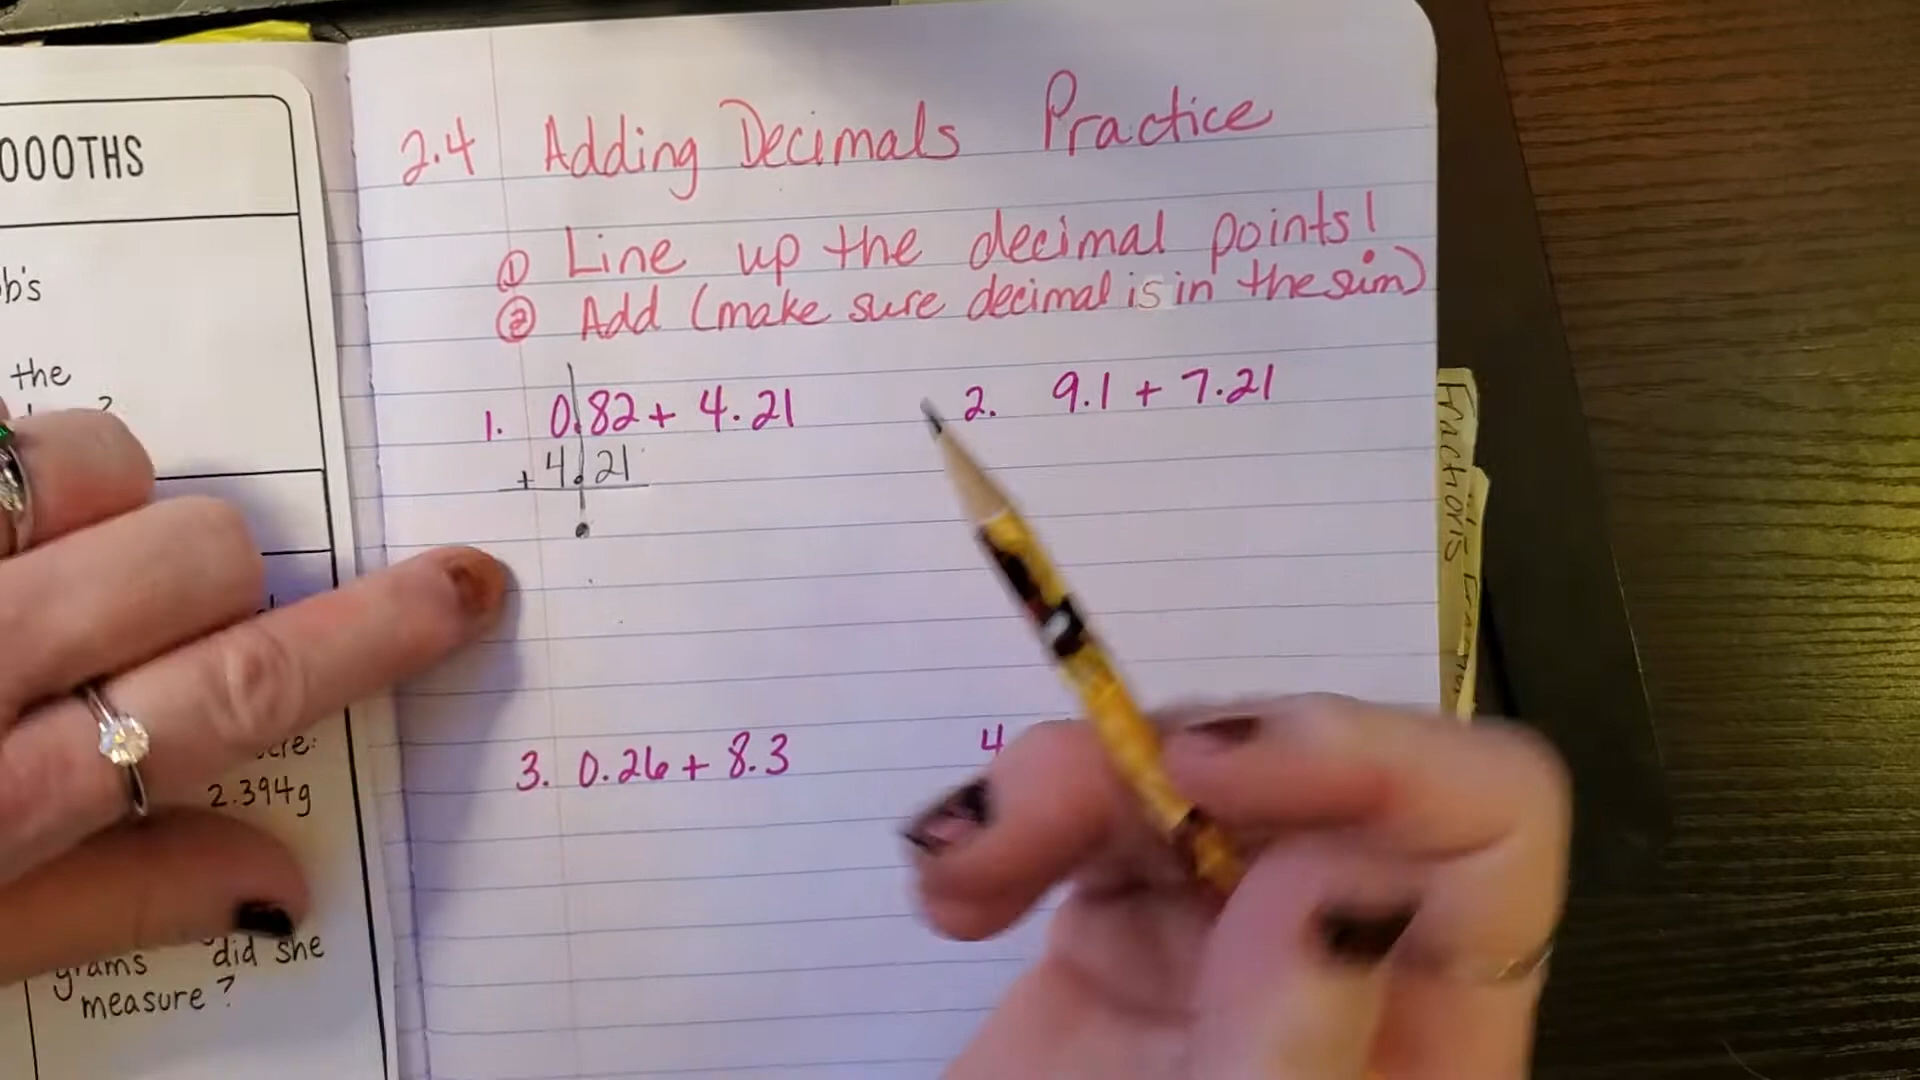 000THS
b's
the
?
cre:
2.394g
did she
grams
measure?
2.4 Adding Decimals Practice
① Line up the decimal points!
② Add (make sure decimal is in the sum)
1. 0.82 + 4.21
+ 4.21
.
2. 9.1 + 7.21
3. 0.26 + 8.3
4
Fractions